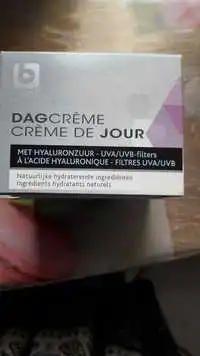 b
DAGCRÈME
CRÈME DE JOUR
MET HYALURONZUUR - UVA/UVB-filters
À L'ACIDE HYALURONIQUE - FILTRES UVA/UVB
Natuurlijke hydraterende ingrediënten
Ingrédients hydratants naturels